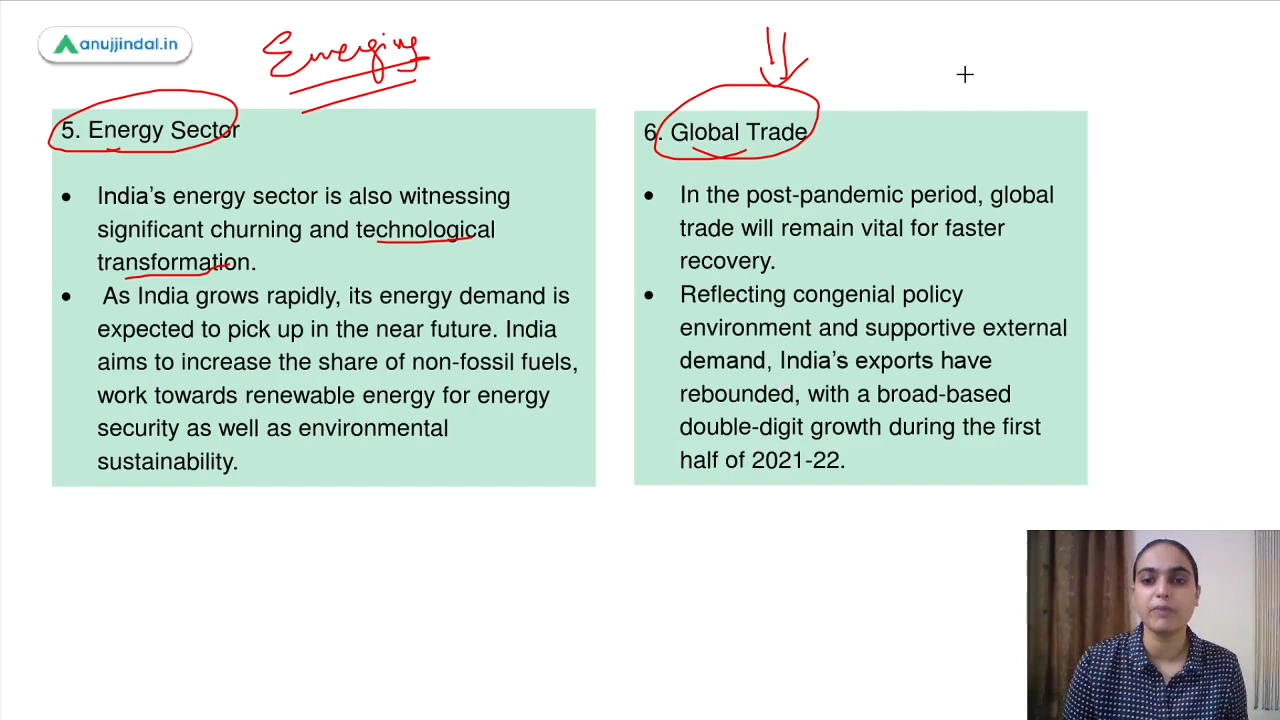 anujjindal.in
Emerging
5. Energy Sector
• India's energy sector is also witnessing
significant churning and technological
transformation.
• As India grows rapidly, its energy demand is
expected to pick up in the near future. India
aims to increase the share of non-fossil fuels,
work towards renewable energy for energy
security as well as environmental
sustainability.
6. Global Trade
• In the post-pandemic period, global
trade will remain vital for faster
recovery.
• Reflecting congenial policy
environment and supportive external
demand, India's exports have
rebounded, with a broad-based
double-digit growth during the first
half of 2021-22.